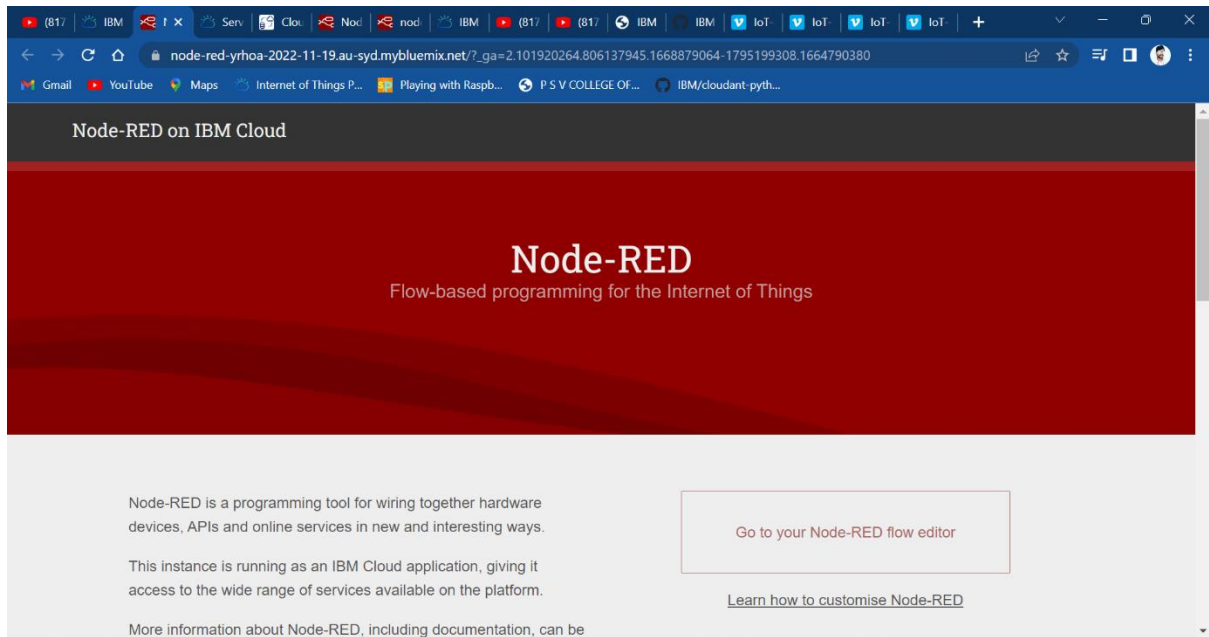 (817
IBM
Serv
Clou
Nod
node
IBM
(817
(817
IBM
IBM
IoT-
IoT-
IoT-
IoT-
node-red-yrhoa-2022-11-19.au-syd.mybluemix.net/?_ga=2.101920264.806137945.1668879064-1795199308.1664790380
Gmail YouTube Maps Internet of Things P... Playing with Raspb... P S V COLLEGE OF... IBM/cloudant-pyth...
Node-RED on IBM Cloud
Node-RED
Flow-based programming for the Internet of Things
Node-RED is a programming tool for wiring together hardware
devices, APIs and online services in new and interesting ways.
This instance is running as an IBM Cloud application, giving it
access to the wide range of services available on the platform.
More information about Node-RED, including documentation, can be
Go to your Node-RED flow editor
Learn how to customise Node-RED